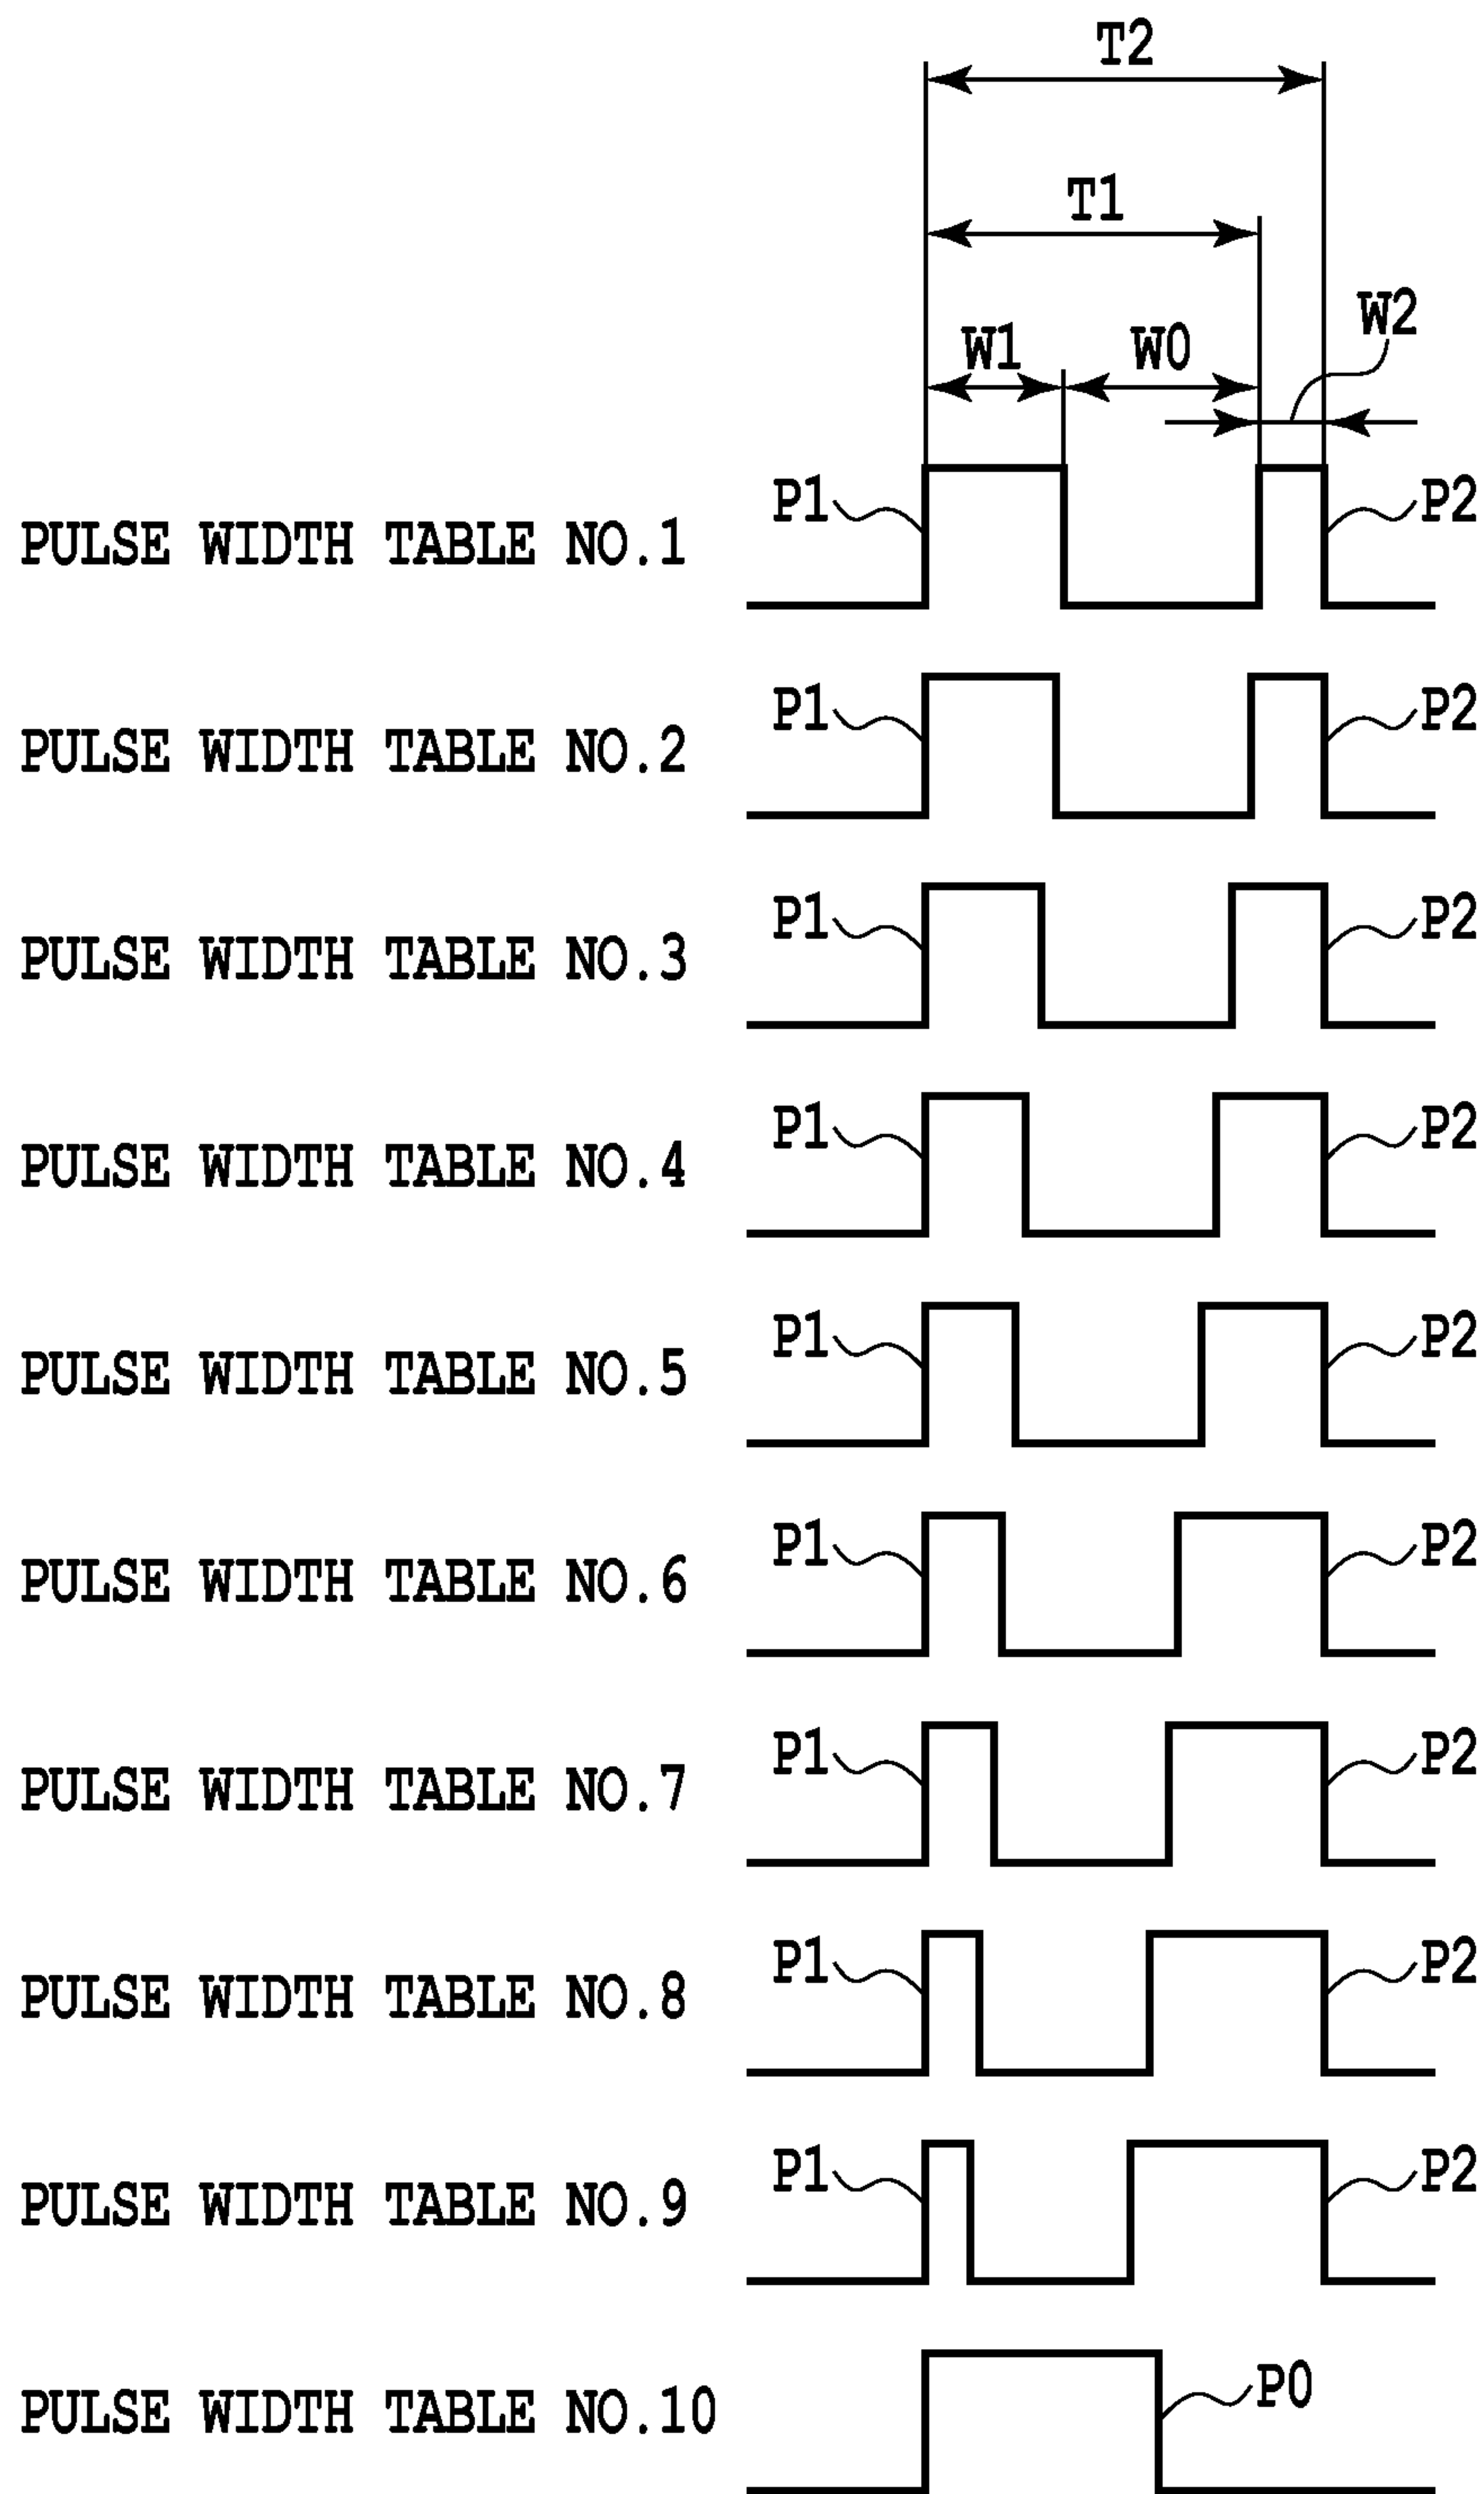 T2
T1
W1 W0 W2
P1 P2
PULSE WIDTH TABLE NO.1
P1 P2
PULSE WIDTH TABLE NO.2
P1 P2
PULSE WIDTH TABLE NO.3
P1 P2
PULSE WIDTH TABLE NO.4
P1 P2
PULSE WIDTH TABLE NO.5
P1 P2
PULSE WIDTH TABLE NO.6
P1 P2
PULSE WIDTH TABLE NO.7
P1 P2
PULSE WIDTH TABLE NO.8
P1 P2
PULSE WIDTH TABLE NO.9
P0
PULSE WIDTH TABLE NO.10